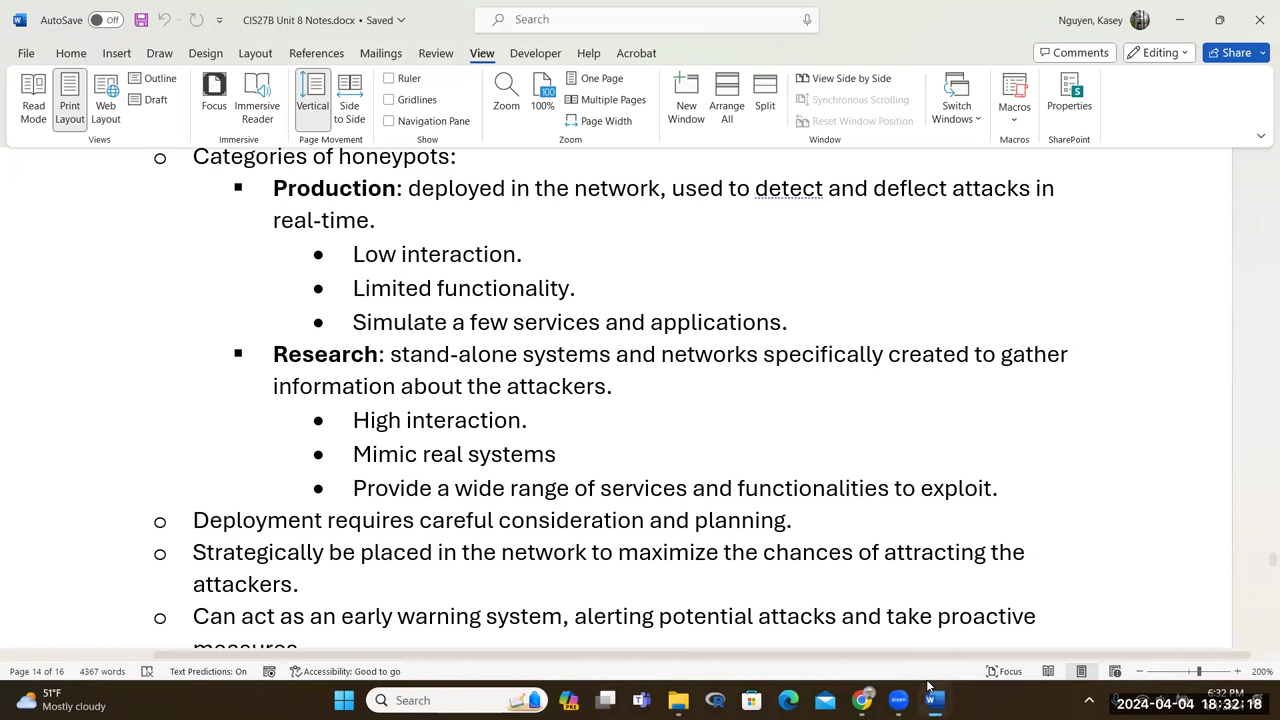 AutoSave Off CIS27B Unit 8 Notes.docx • Saved Search Nguyen, Kasey
File Home Insert Draw Design Layout References Mailings Review View Developer Help Acrobat Comments Editing Share
Read Mode Print Layout Web Layout Outline Draft Focus Immersive Reader Vertical Side to Side Ruler Gridlines Navigation Pane Zoom 100% One Page Multiple Pages Page Width New Window Arrange All Split View Side by Side Synchronous Scrolling Reset Window Position Switch Windows Macros Properties
Views Immersive Page Movement Show Zoom Window Macros SharePoint
o Categories of honeypots:
▪ Production: deployed in the network, used to detect and deflect attacks in
real-time.
• Low interaction.
• Limited functionality.
• Simulate a few services and applications.
▪ Research: stand-alone systems and networks specifically created to gather
information about the attackers.
• High interaction.
• Mimic real systems
• Provide a wide range of services and functionalities to exploit.
o Deployment requires careful consideration and planning.
o Strategically be placed in the network to maximize the chances of attracting the
attackers.
o Can act as an early warning system, alerting potential attacks and take proactive
measures
Page 14 of 16 4367 words Text Predictions: On Accessibility: Good to go Focus 200%
51°F
Mostly cloudy
Search
6:32 PM
2024-04-04 18:32:18